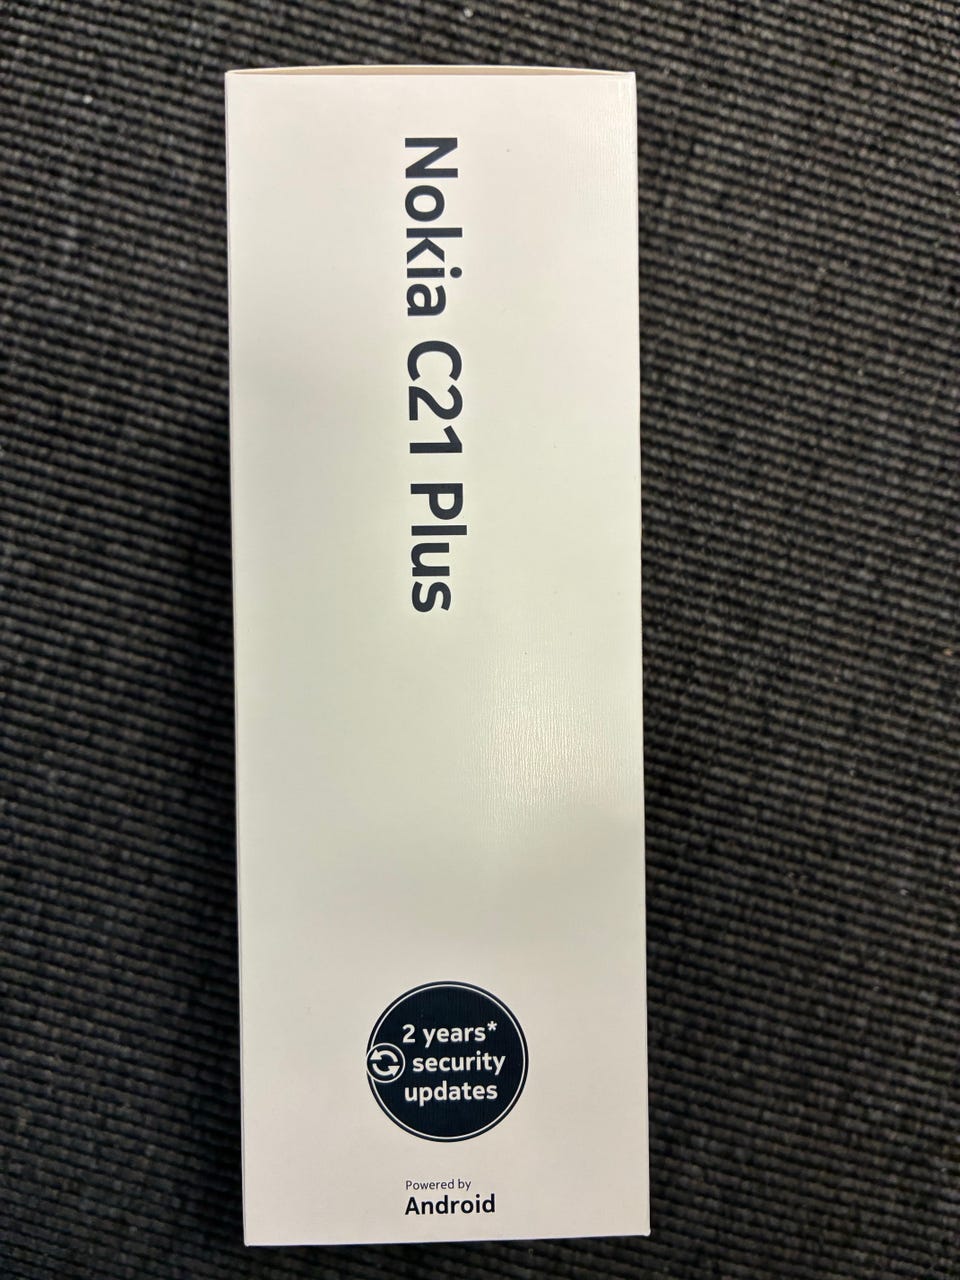 Nokia C21 Plus
2 years*
security
updates
Powered by
Android